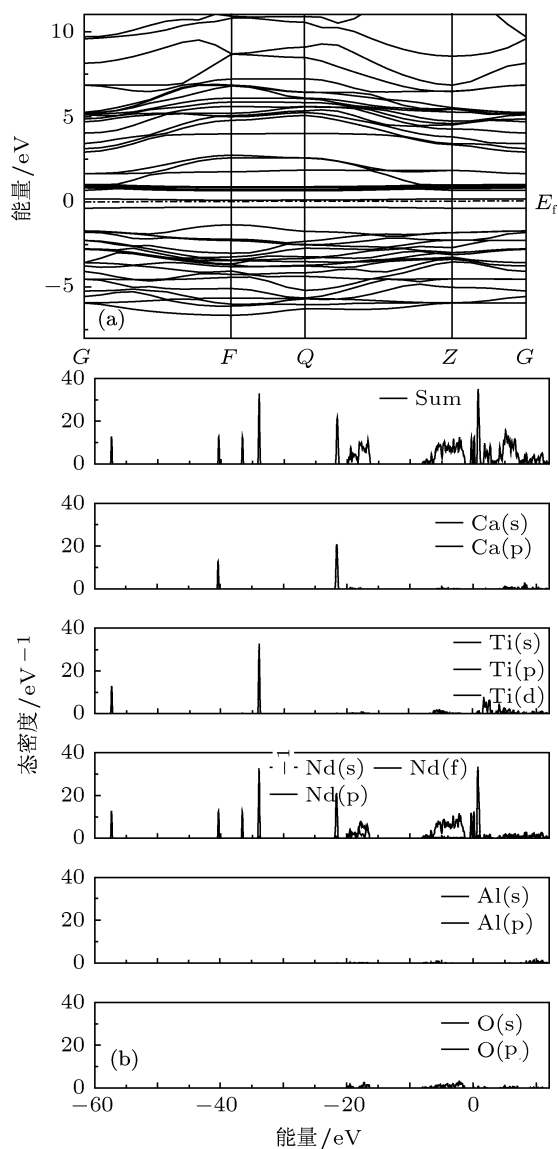 10
5
0
−5
能量/eV
E_f
(a)
G F Q Z G
40
20
0
Sum
40
20
0
Ca(s)
Ca(p)
40
20
0
Ti(s)
Ti(p)
Ti(d)
40
20
0
Nd(s) Nd(f)
Nd(p)
40
20
0
Al(s)
Al(p)
40
20
0
O(s)
O(p)
(b)
态密度/eV−1
−60 −40 −20 0
能量/eV